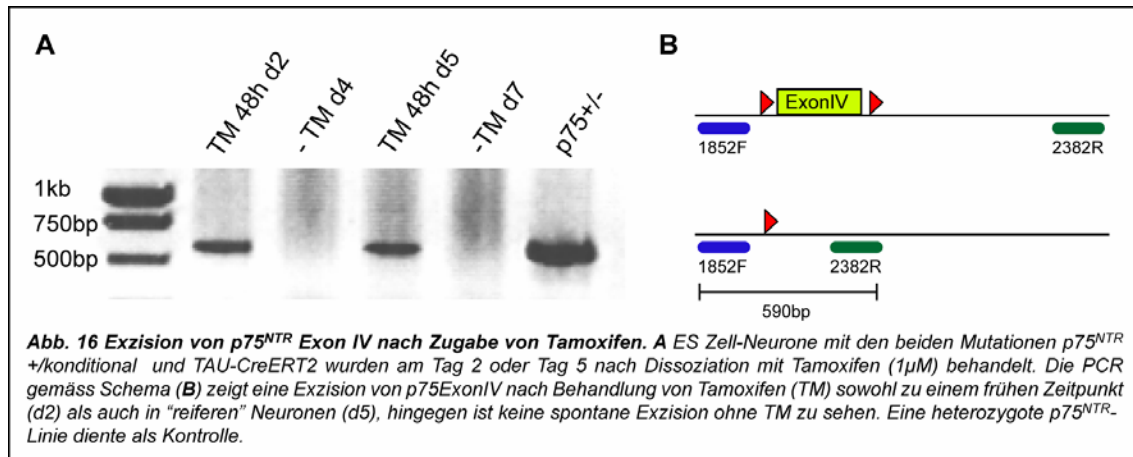 A
B
TM 48h d2
- TM d4
TM 48h d5
-TM d7
p75+/-
1kb
750bp
500bp
ExonIV
1852F
2382R
1852F
2382R
590bp
Abb. 16 Exzision von p75NTR Exon IV nach Zugabe von Tamoxifen. A ES Zell-Neurone mit den beiden Mutationen p75NTR
+/konditional und TAU-CreERT2 wurden am Tag 2 oder Tag 5 nach Dissoziation mit Tamoxifen (1µM) behandelt. Die PCR
gemäss Schema (B) zeigt eine Exzision von p75ExonIV nach Behandlung von Tamoxifen (TM) sowohl zu einem frühen Zeitpunkt
(d2) als auch in “reiferen” Neuronen (d5), hingegen ist keine spontane Exzision ohne TM zu sehen. Eine heterozygote p75NTR-
Linie diente als Kontrolle.